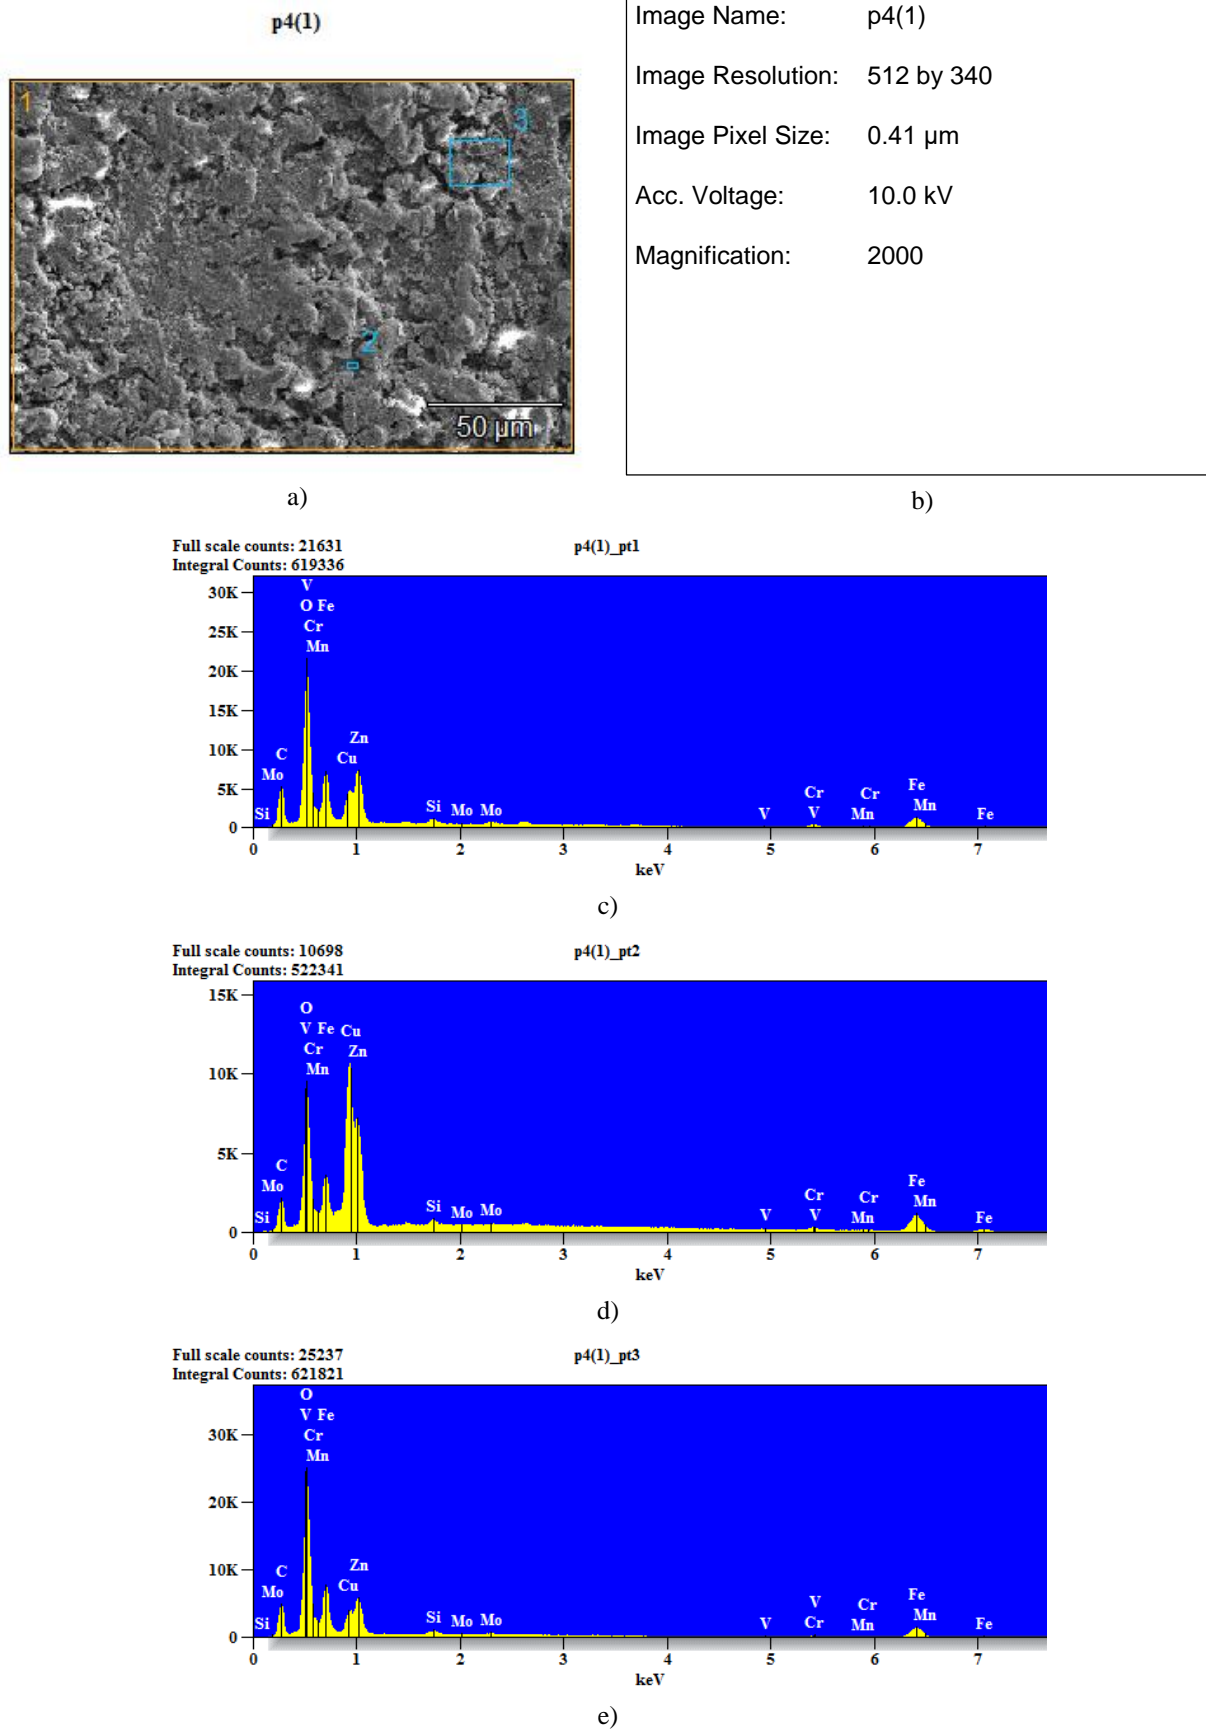 p4(1)
1
3
2
50 µm
a)
Image Name: p4(1)
Image Resolution: 512 by 340
Image Pixel Size: 0.41 µm
Acc. Voltage: 10.0 kV
Magnification: 2000
b)
Full scale counts: 21631 p4(1)_pt1
Integral Counts: 619336
30K V
O Fe
25K Cr
Mn
20K
15K
10K C Cu Zn
5K Mo Si Mo Mo V Cr V Cr Mn Fe Mn Fe
0 Si
0 1 2 3 4 5 6 7
keV
c)
Full scale counts: 10698 p4(1)_pt2
Integral Counts: 522341
15K O
V Fe Cu
Cr Zn
Mn
10K
5K
C
Mo Si Mo Mo V Cr V Cr Mn Fe Mn Fe
0 Si
0 1 2 3 4 5 6 7
keV
d)
Full scale counts: 25237 p4(1)_pt3
Integral Counts: 621821
O
V Fe
30K Cr
Mn
20K
10K C Zn
Mo Cu
Si Si Mo Mo V V Cr Cr Mn Fe Mn Fe
0
0 1 2 3 4 5 6 7
keV
e)